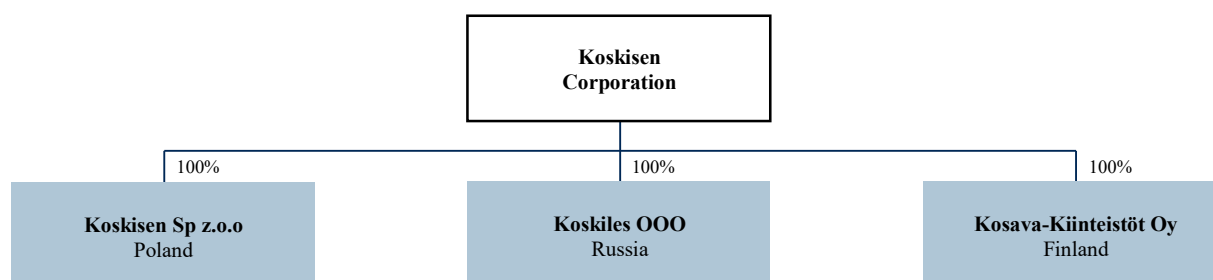 Koskisen
Corporation
100%
100%
100%
Koskisen Sp z.o.o
Poland
Koskiles OOO
Russia
Kosava-Kiinteistöt Oy
Finland